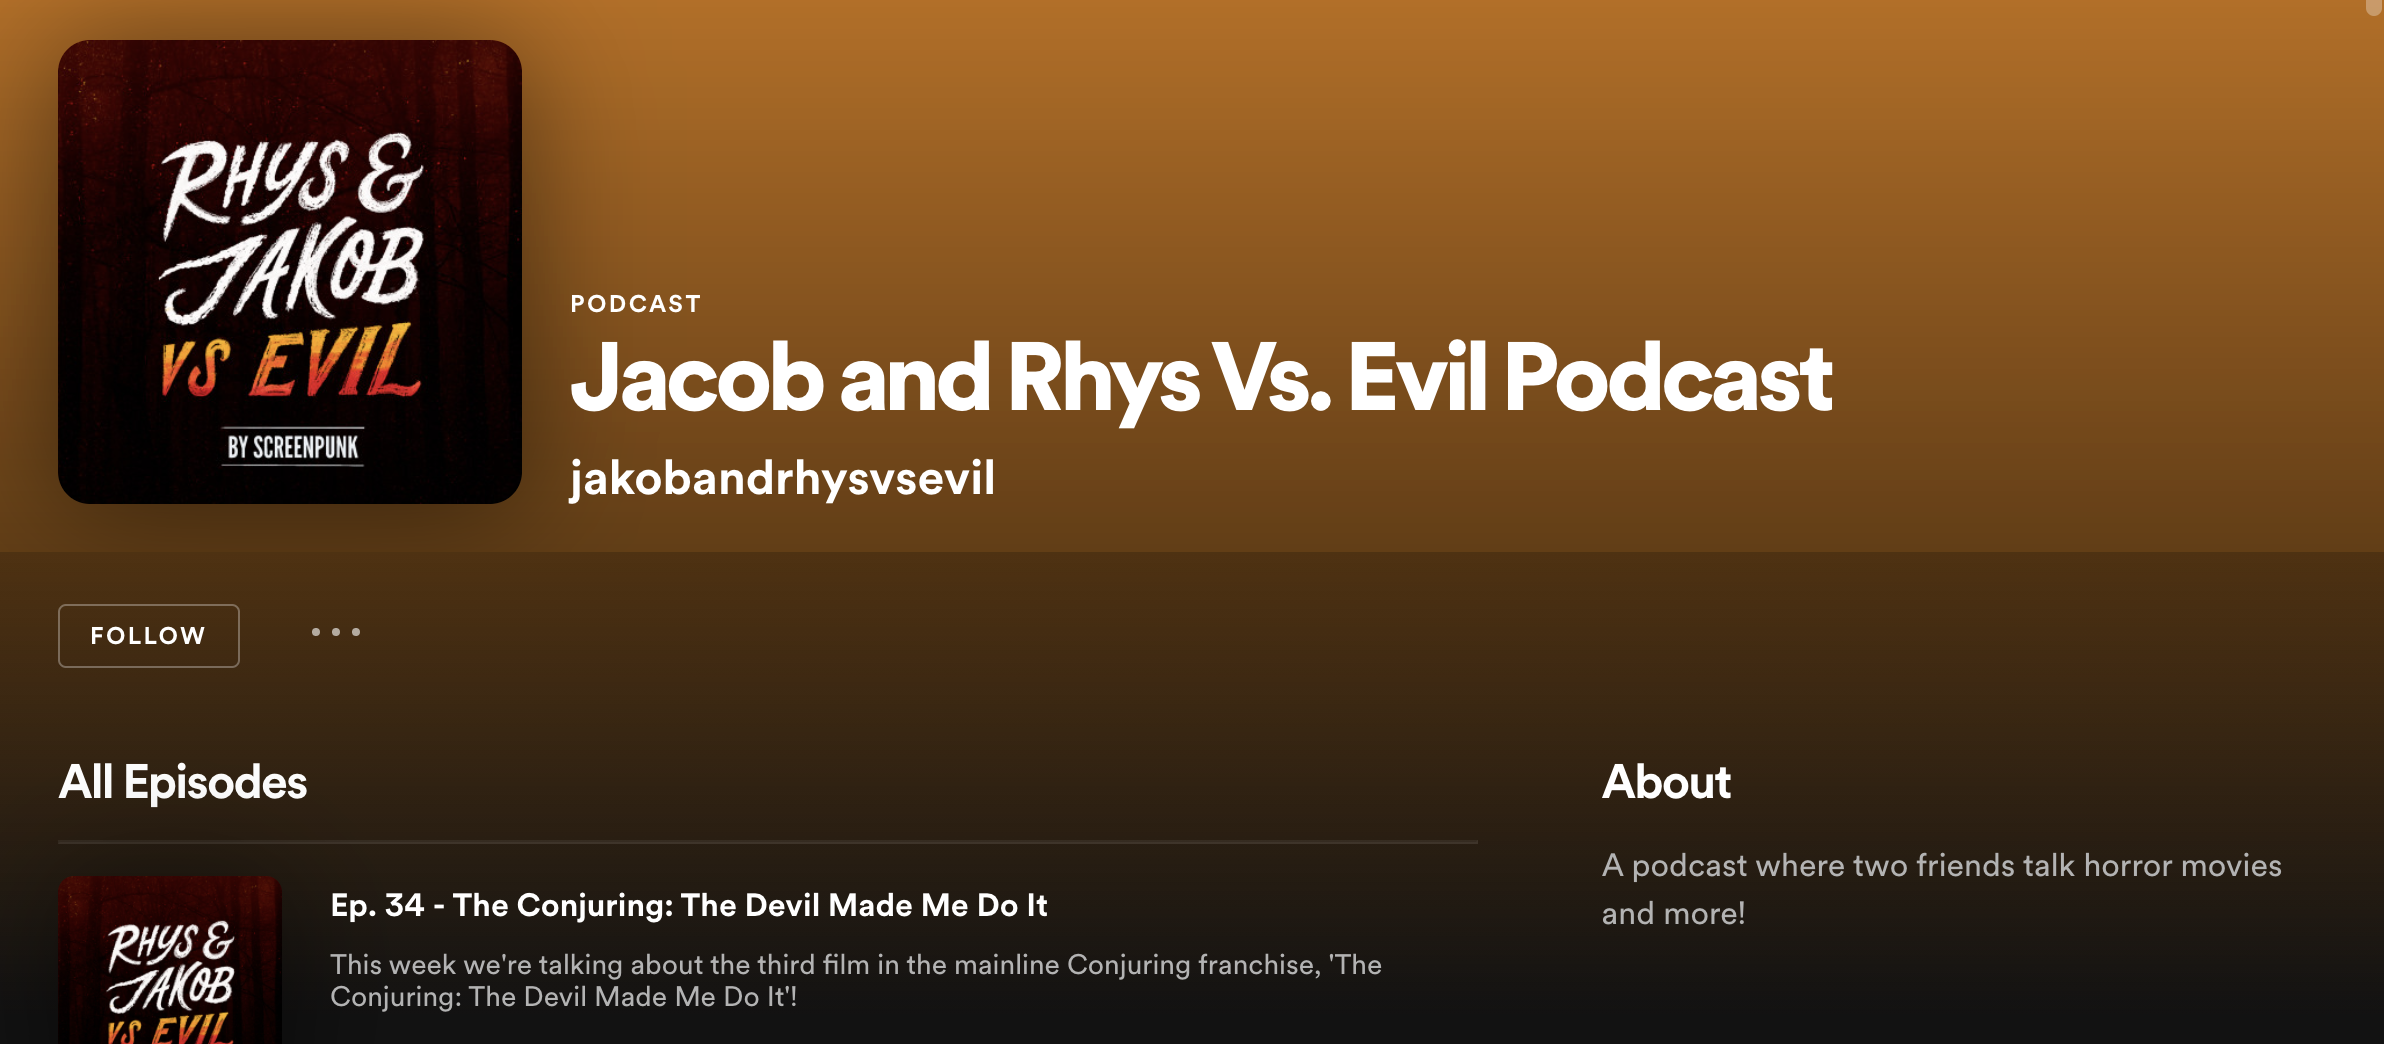 RHYS &
JAKOB
VS EVIL
BY SCREENPUNK
PODCAST
Jacob and Rhys Vs. Evil Podcast
jakobandrhysvsevil
FOLLOW
All Episodes
About
A podcast where two friends talk horror movies
and more!
RHYS &
JAKOB
VS EVIL
Ep. 34 - The Conjuring: The Devil Made Me Do It
This week we're talking about the third film in the mainline Conjuring franchise, 'The
Conjuring: The Devil Made Me Do It'!